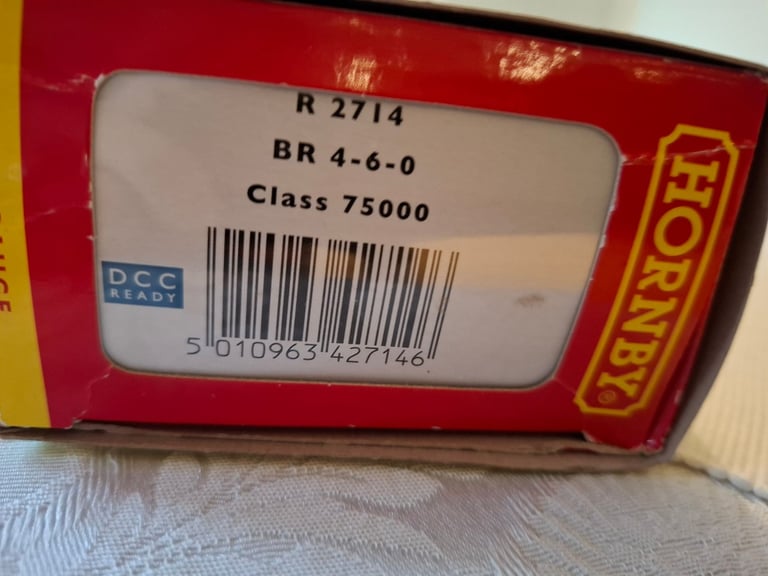 R 2714
BR 4-6-0
Class 75000
DCC
READY
5 010963 427146
HORNBY®